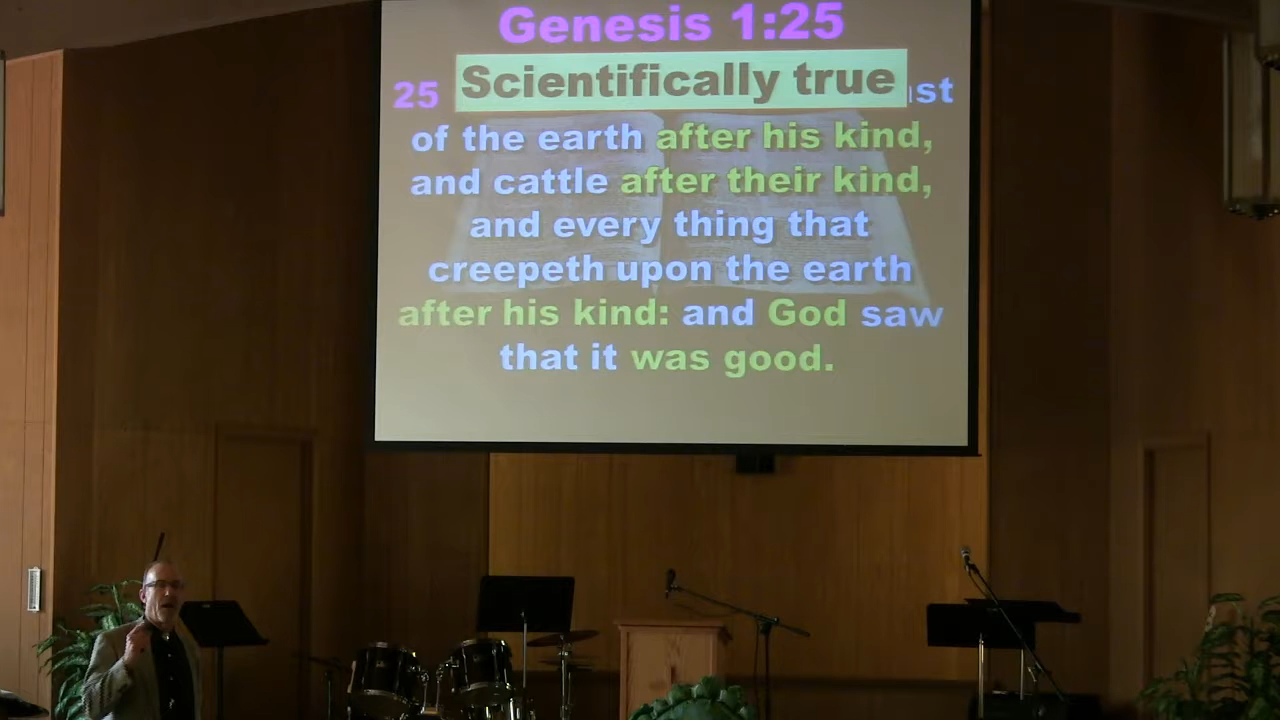 Genesis 1:25
25 Scientifically true st
of the earth after his kind,
and cattle after their kind,
and every thing that
creepeth upon the earth
after his kind: and God saw
that it was good.